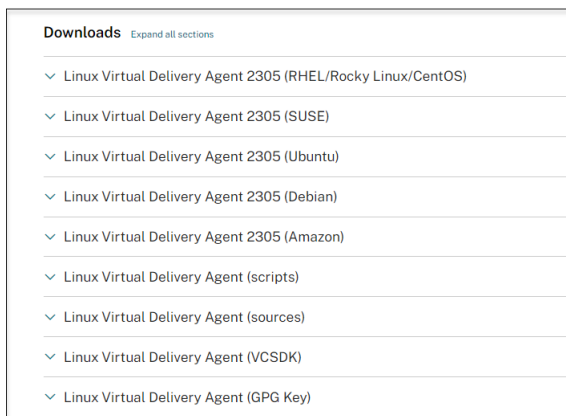 Downloads Expand all sections
Linux Virtual Delivery Agent 2305 (RHEL/Rocky Linux/CentOS)
Linux Virtual Delivery Agent 2305 (SUSE)
Linux Virtual Delivery Agent 2305 (Ubuntu)
Linux Virtual Delivery Agent 2305 (Debian)
Linux Virtual Delivery Agent 2305 (Amazon)
Linux Virtual Delivery Agent (scripts)
Linux Virtual Delivery Agent (sources)
Linux Virtual Delivery Agent (VCSDK)
Linux Virtual Delivery Agent (GPG Key)